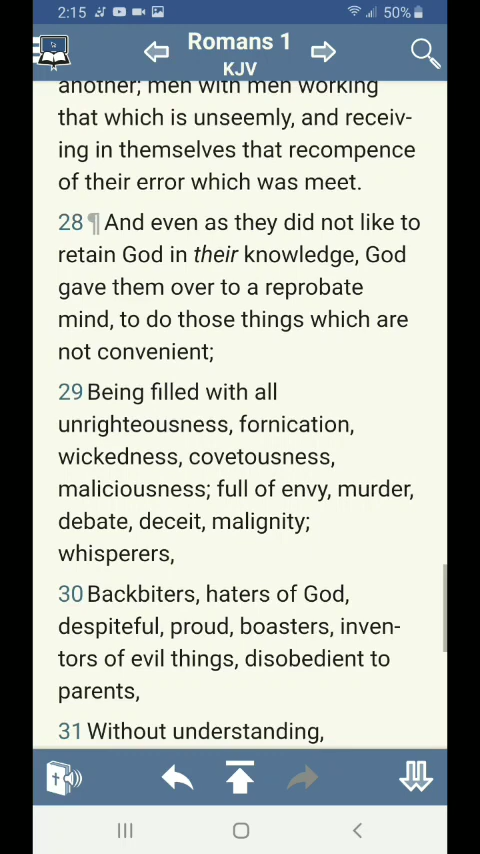 2:15
50%
Romans 1
KJV
another; men with men working
that which is unseemly, and receiv-
ing in themselves that recompence
of their error which was meet.
28 ¶ And even as they did not like to
retain God in their knowledge, God
gave them over to a reprobate
mind, to do those things which are
not convenient;
29 Being filled with all
unrighteousness, fornication,
wickedness, covetousness,
maliciousness; full of envy, murder,
debate, deceit, malignity;
whisperers,
30 Backbiters, haters of God,
despiteful, proud, boasters, inven-
tors of evil things, disobedient to
parents,
31 Without understanding,